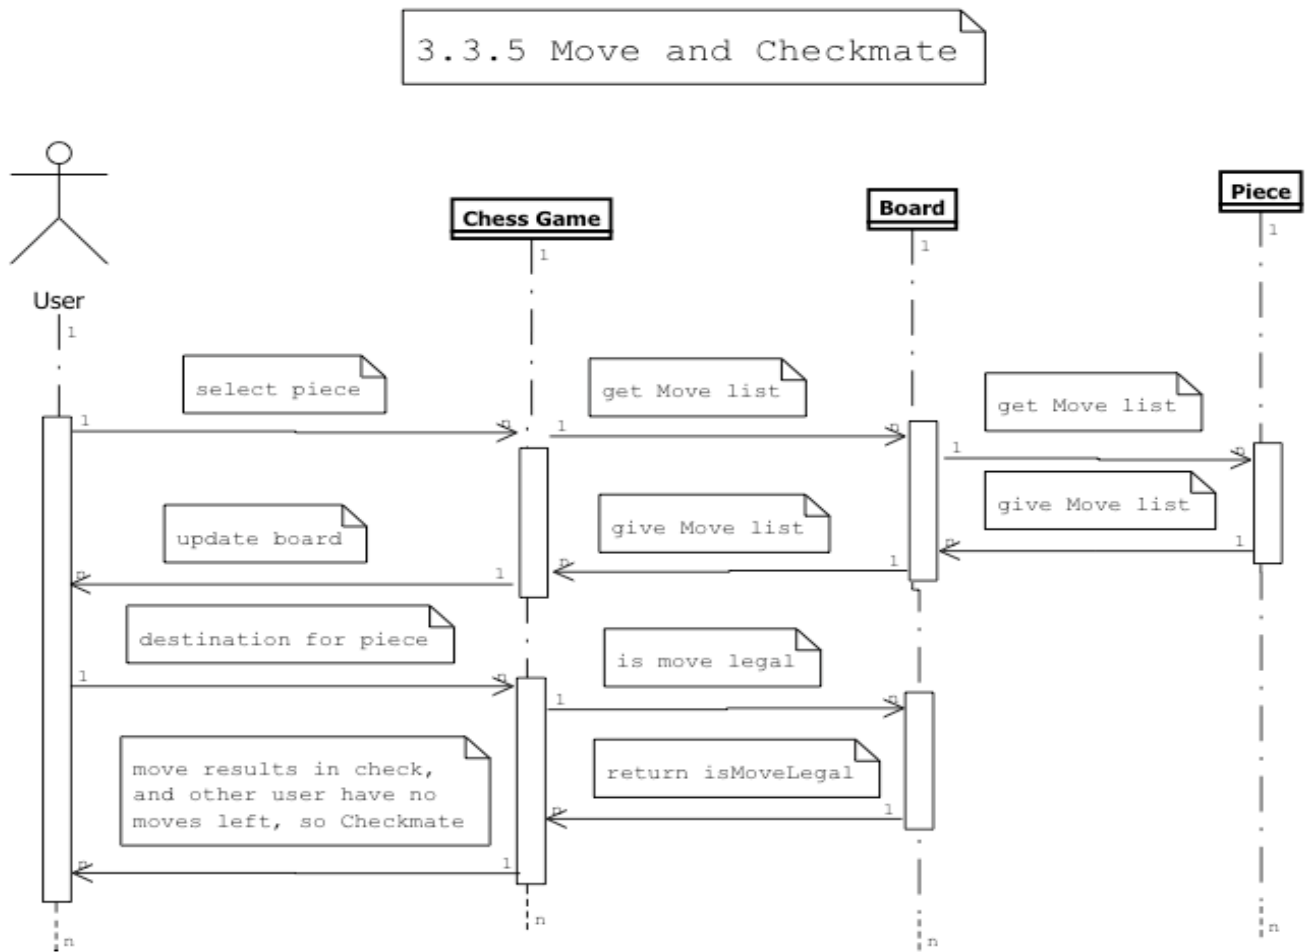 3.3.5 Move and Checkmate
Piece
Board
Chess Game
1
1
1
User
1
select piece
get Move list
get Move list
1
n
1
n
1
n
give Move list
give Move list
update board
1
n
1
n
1
n
destination for piece
is move legal
1
n
1
n
move results in check,
and other user have no
moves left, so Checkmate
return isMoveLegal
1
n
1
n
n
n
n
n